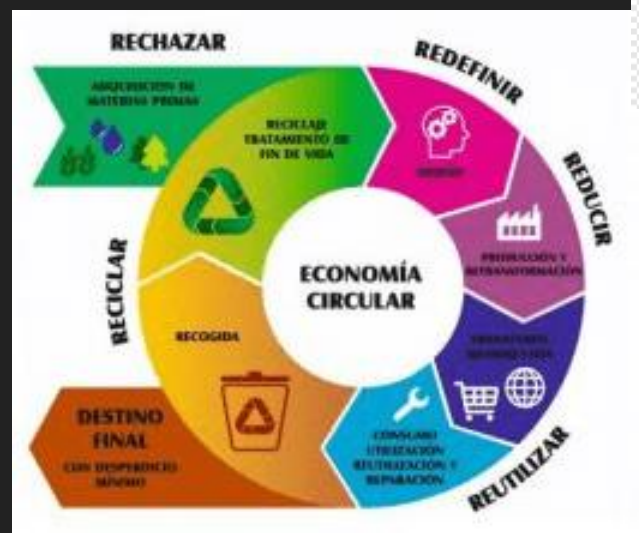 RECHAZAR
REDEFINIR
REDUCIR
REUTILIZAR
RECICLAR
ADQUISICIÓN DE
MATERIAS PRIMAS
RECICLAJE
TRATAMIENTO DE
FIN DE VIDA
DISEÑO
PRODUCCIÓN Y
RETRANSFORMACIÓN
CONSUMO
UTILIZACIÓN
REUTILIZACIÓN Y
REPARACIÓN
RECOGIDA
DESTINO
FINAL
CON DESPERDICIO
MÍNIMO
ECONOMÍA
CIRCULAR